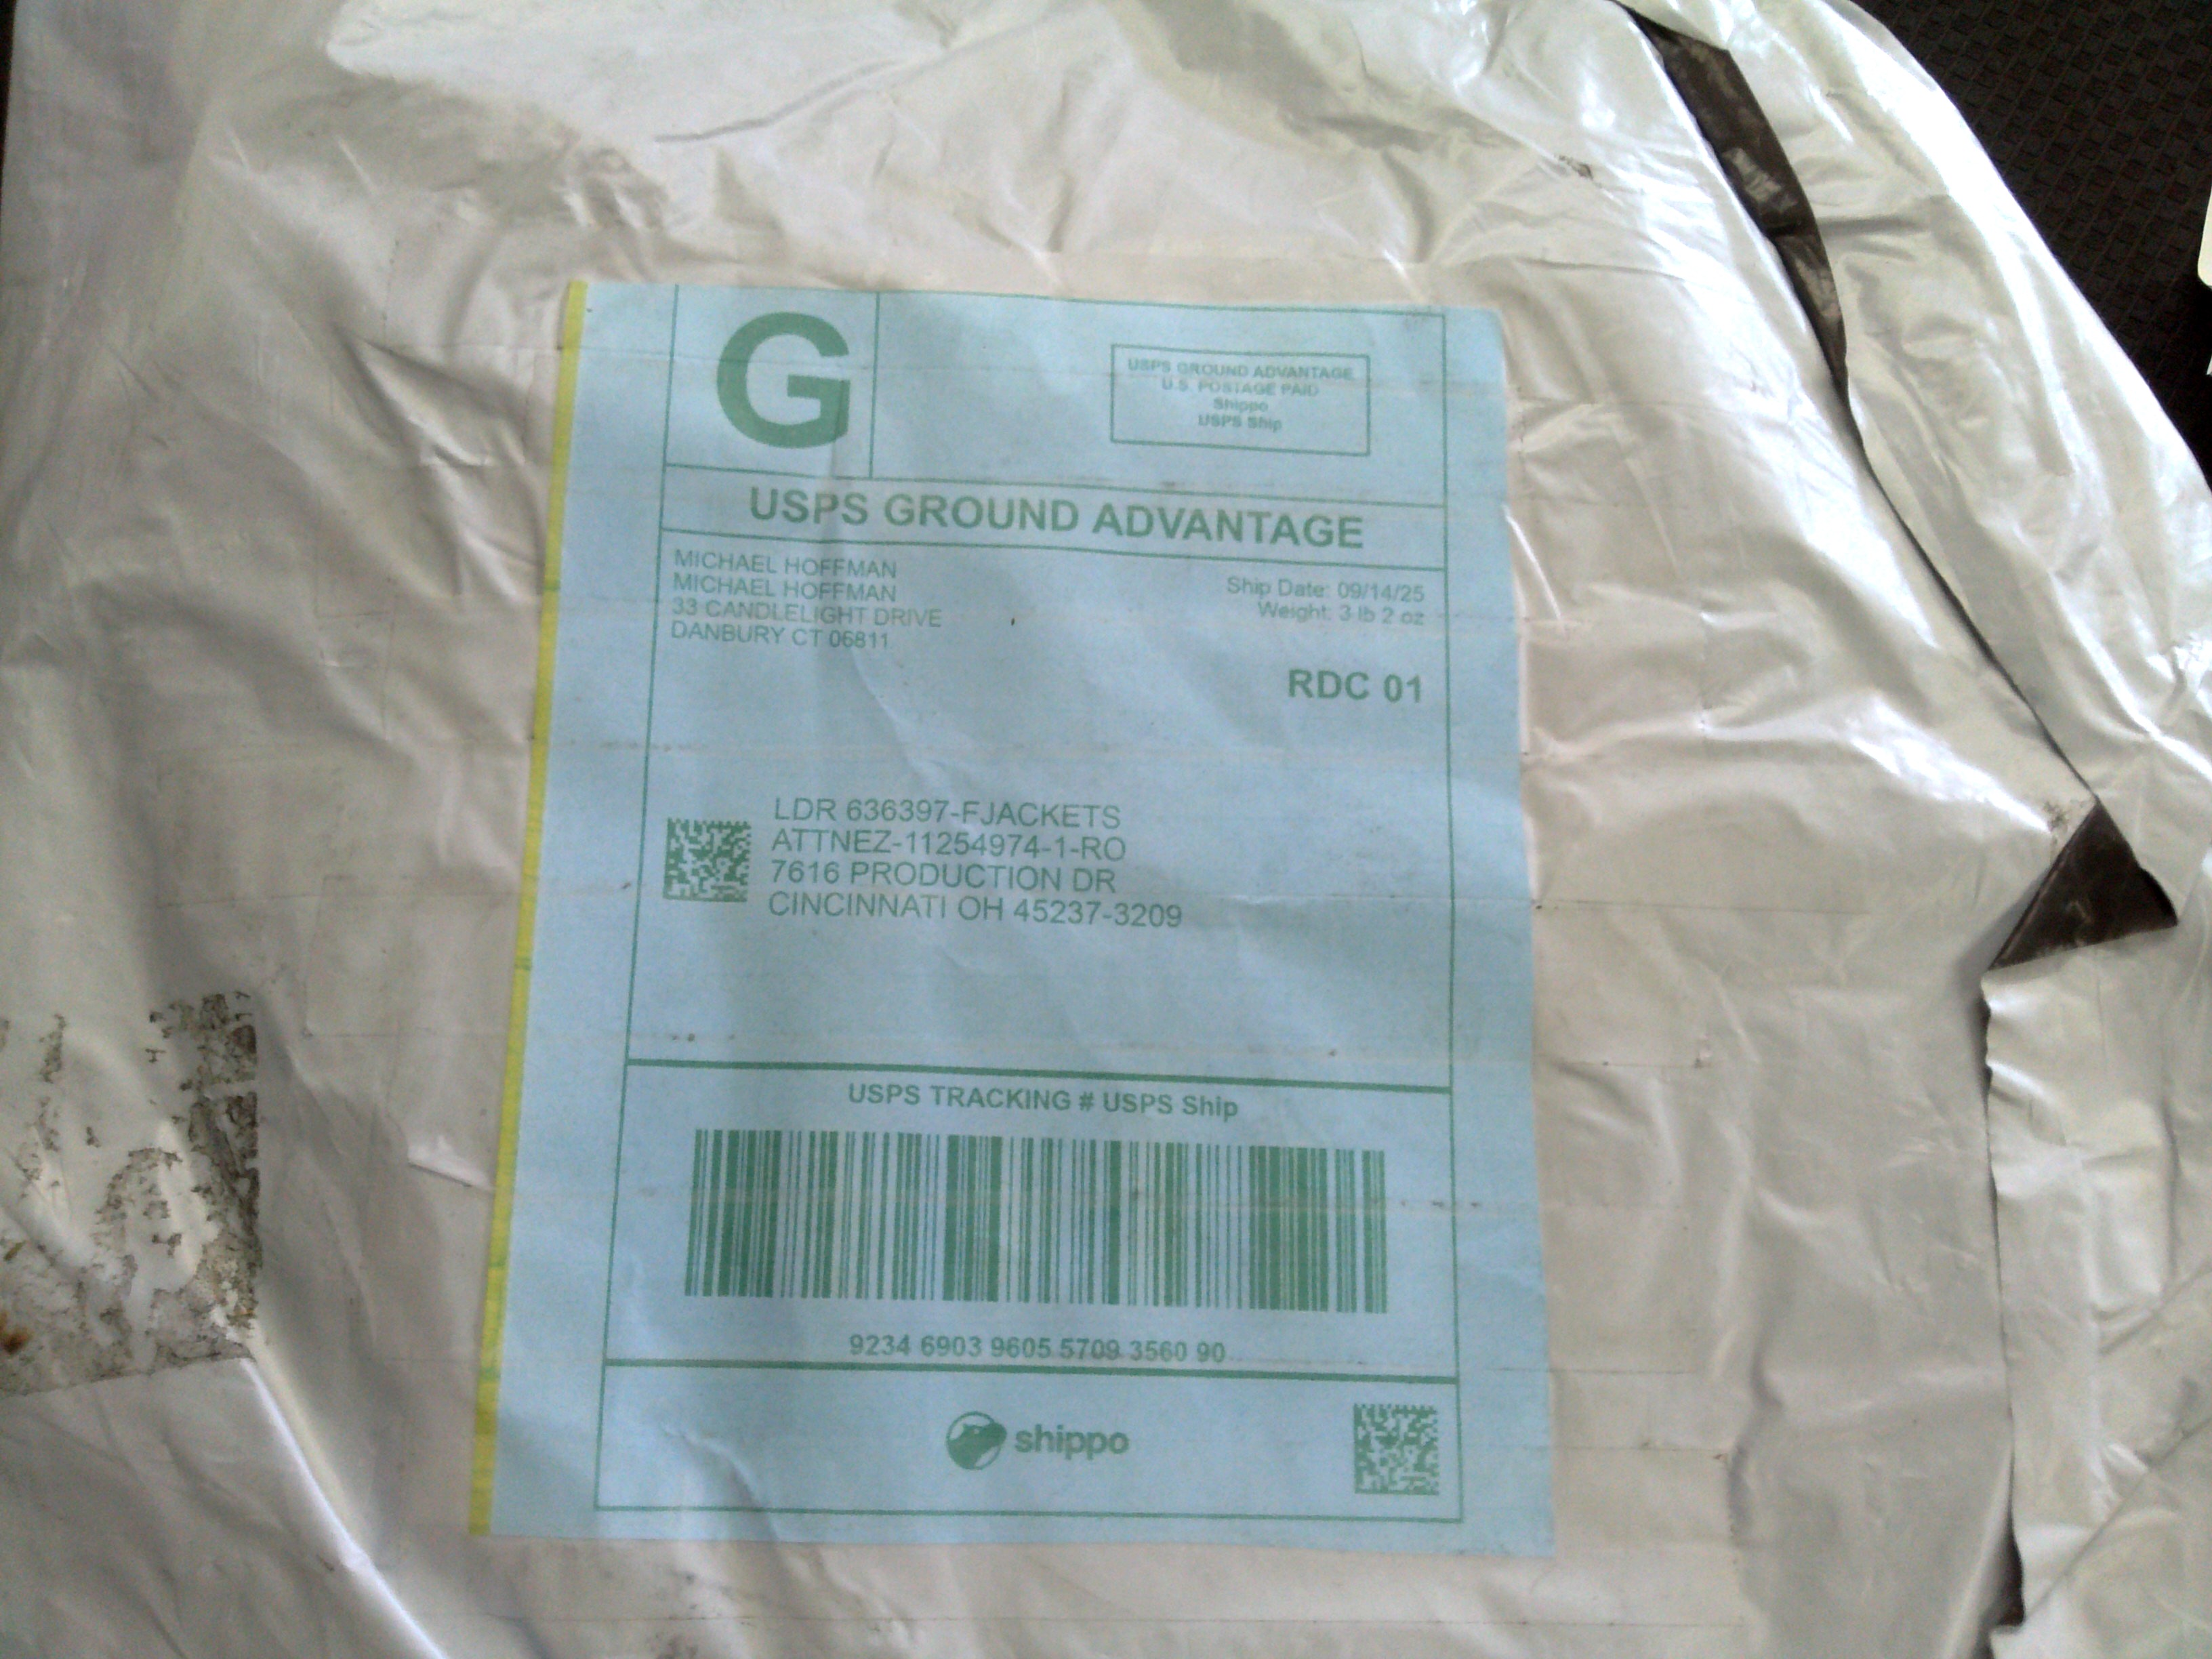 G
USPS GROUND ADVANTAGE
U.S. POSTAGE PAID
Shippo
USPS Ship
USPS GROUND ADVANTAGE
MICHAEL HOFFMAN
MICHAEL HOFFMAN
33 CANDLELIGHT DRIVE
DANBURY CT 06811
Ship Date: 09/14/25
Weight: 3 lb 2 oz
RDC 01
LDR 636397-FJACKETS
ATTNEZ-11254974-1-RO
7616 PRODUCTION DR
CINCINNATI OH 45237-3209
USPS TRACKING # USPS Ship
9234 6903 9605 5709 3560 90
shippo